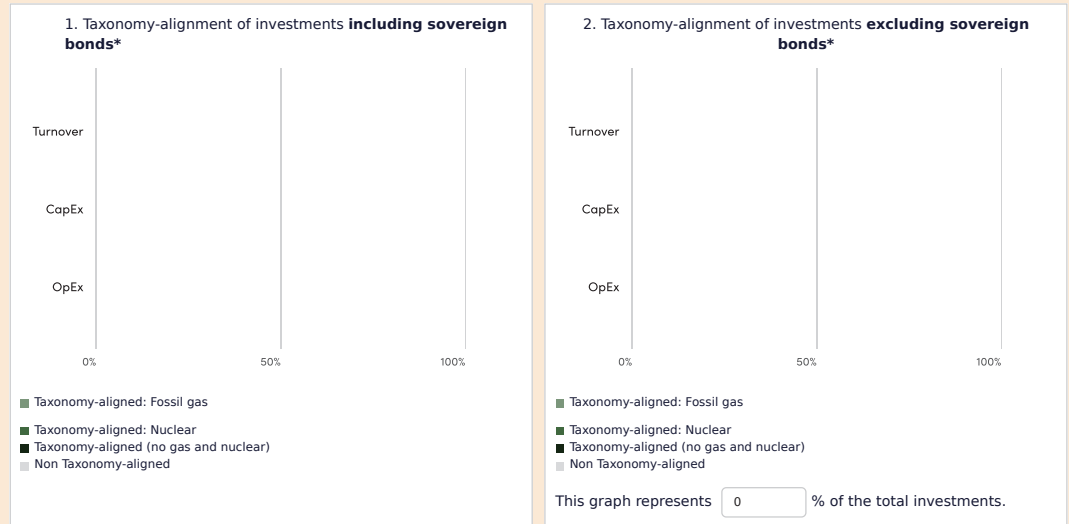 1. Taxonomy-alignment of investments including sovereign
bonds*
Turnover
CapEx
OpEx
0% 50% 100%
Taxonomy-aligned: Fossil gas
Taxonomy-aligned: Nuclear
Taxonomy-aligned (no gas and nuclear)
Non Taxonomy-aligned
2. Taxonomy-alignment of investments excluding sovereign
bonds*
Turnover
CapEx
OpEx
0% 50% 100%
Taxonomy-aligned: Fossil gas
Taxonomy-aligned: Nuclear
Taxonomy-aligned (no gas and nuclear)
Non Taxonomy-aligned
This graph represents 0 % of the total investments.